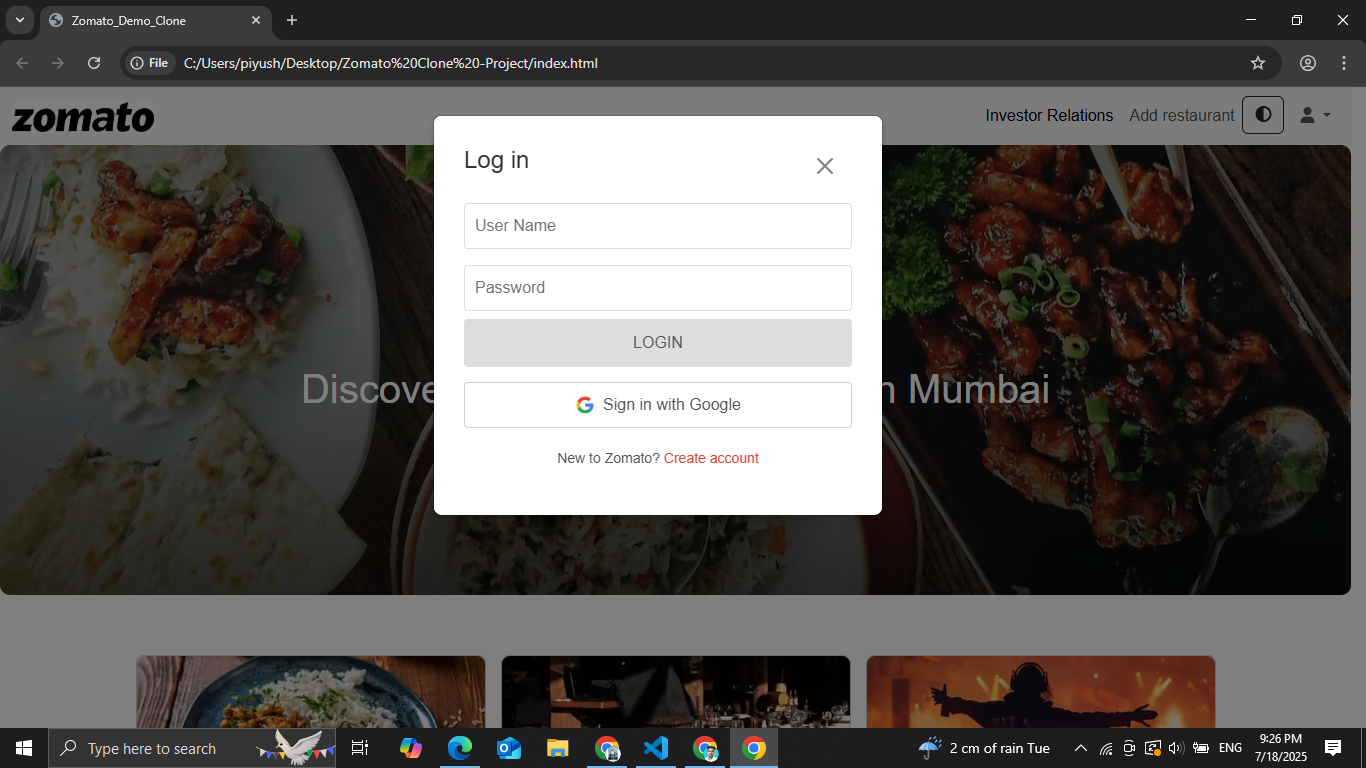 Zomato_Demo_Clone
File C:/Users/piyush/Desktop/Zomato%20Clone%20-Project/index.html
zomato
Investor Relations Add restaurant
Log in
User Name
Password
LOGIN
Discove
n Mumbai
Sign in with Google
New to Zomato? Create account
Type here to search
2 cm of rain Tue
ENG
9:26 PM
7/18/2025